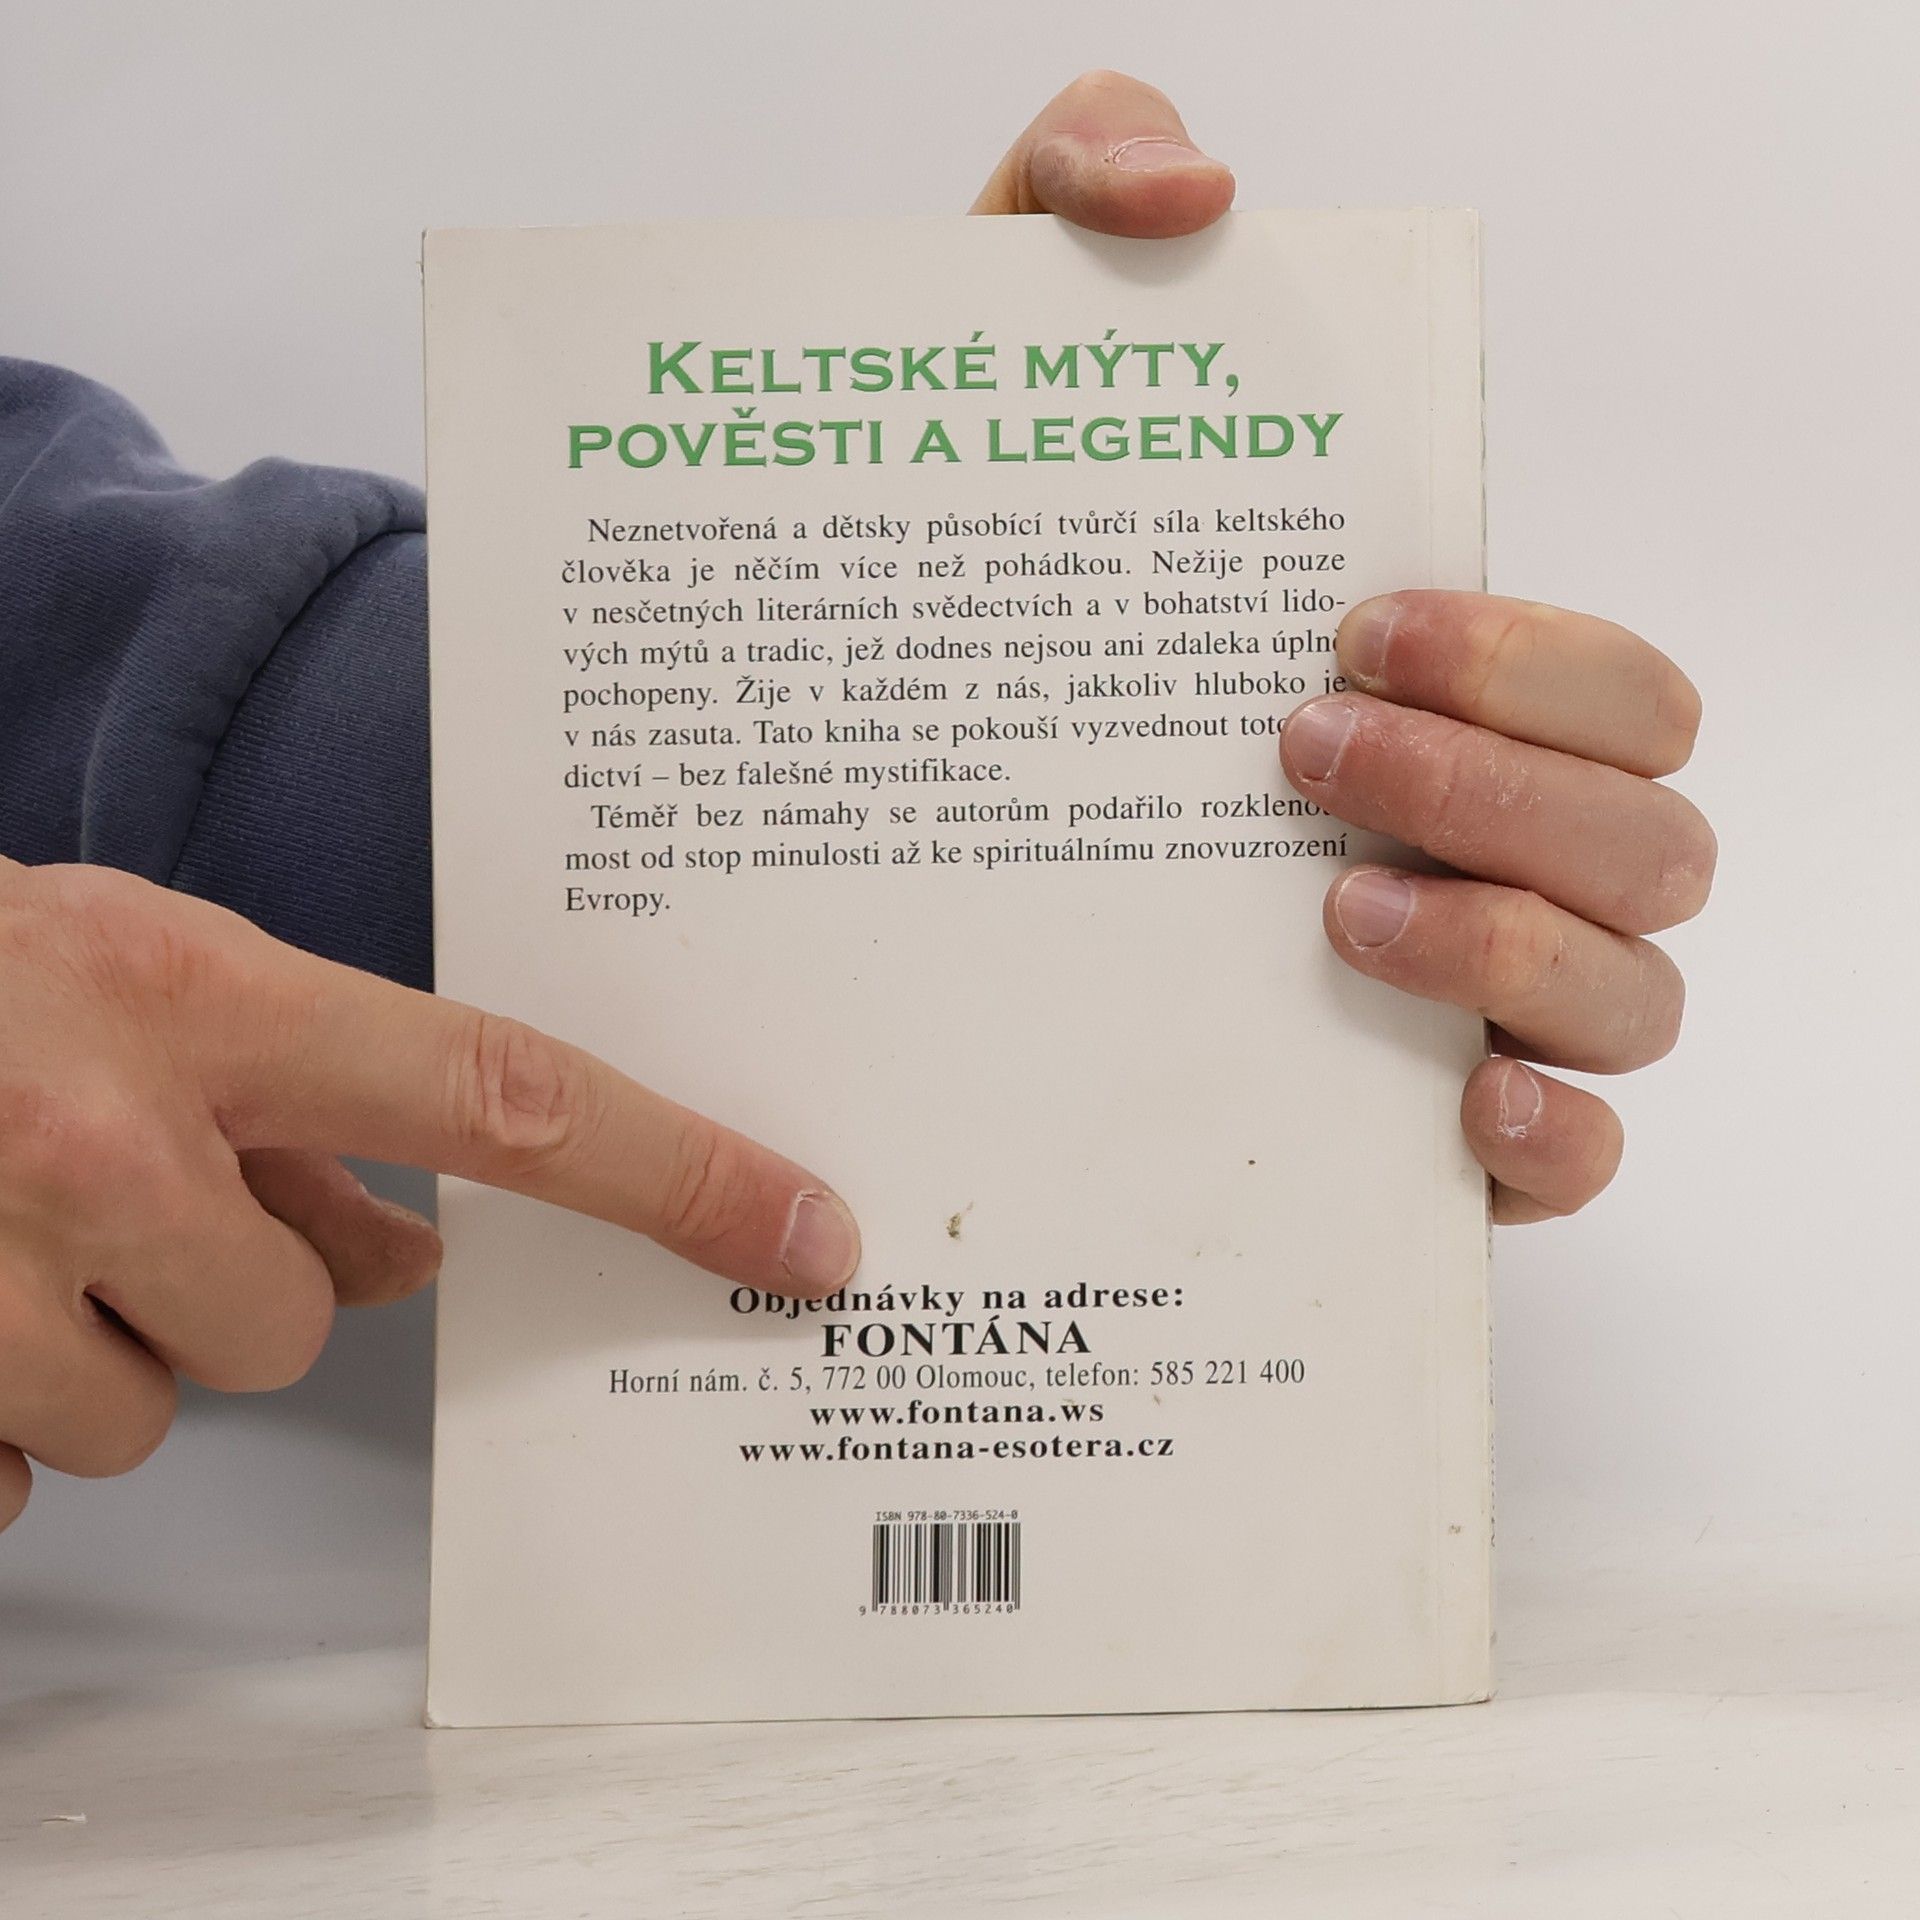 KELTSKÉ MÝTY,
POVĚSTI A LEGENDY
Neznetvořená a dětsky působící tvůrčí síla keltského
člověka je něčím více než pohádkou. Nežije pouze
v nesčetných literárních svědectvích a v bohatství lido-
vých mýtů a tradic, jež dodnes nejsou ani zdaleka úplně
pochopeny. Žije v každém z nás, jakkoliv hluboko je
v nás zasuta. Tato kniha se pokouší vyzvednout toto
dictví – bez falešné mystifikace.
Téměř bez námahy se autorům podařilo rozklenout
most od stop minulosti až ke spirituálnímu znovuzrození
Evropy.
Objednávky na adrese:
FONTÁNA
Horní nám. č. 5, 772 00 Olomouc, telefon: 585 221 400
www.fontana.ws
www.fontana-esotera.cz
ISBN 978-80-7336-524-0
9 788073 365240